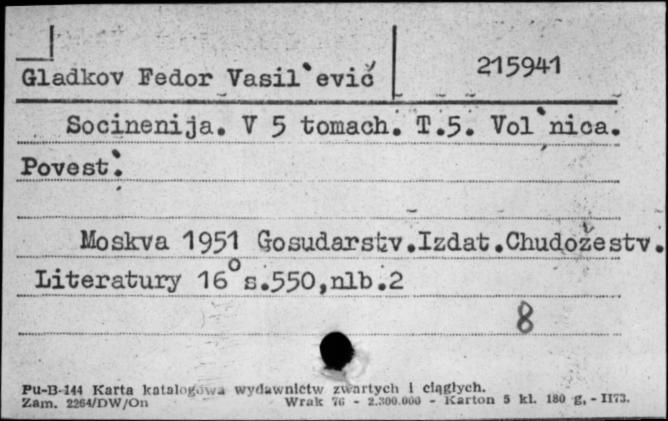 Gladkov Fedor Vasil`evič 215941
Socinenija. V 5 tomach. T.5. Vol`nica.
Povest`.
Moskva 1951 Gosudarstv.Izdat.Chudožestv.
Literatury 16° s.550,nlb.2
8
Pu-B-144 Karta katalogowa wydawnictw zwartych i ciągłych.
Zam. 2264/DW/On Wrak 76 - 2.300.000 - Karton 5 kl. 180 g. - II73.